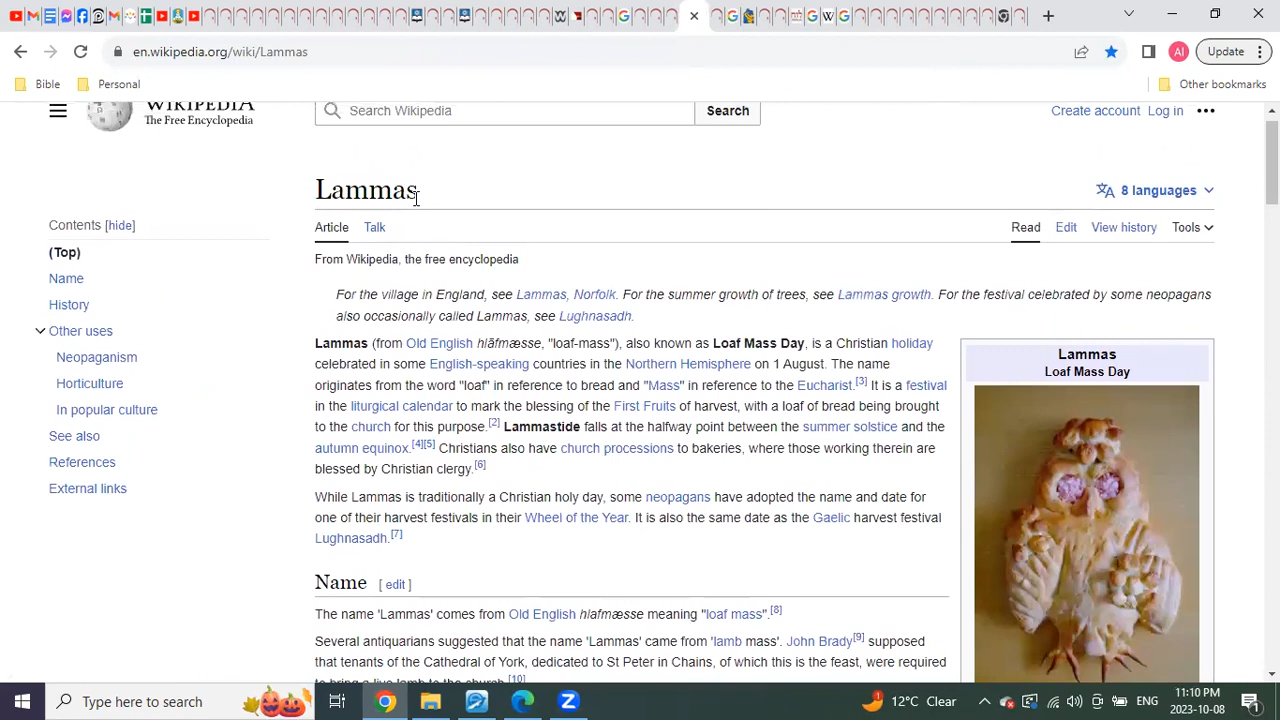 en.wikipedia.org/wiki/Lammas
Update
Bible
Personal
Other bookmarks
WIKIPEDIA
The Free Encyclopedia
Search Wikipedia
Search
Create account
Log in
Lammas
8 languages
Contents [hide]
(Top)
Name
History
Other uses
Neopaganism
Horticulture
In popular culture
See also
References
External links
Article
Talk
Read
Edit
View history
Tools
From Wikipedia, the free encyclopedia
For the village in England, see Lammas, Norfolk. For the summer growth of trees, see Lammas growth. For the festival celebrated by some neopagans
also occasionally called Lammas, see Lughnasadh.
Lammas (from Old English hlāfmæsse, "loaf-mass"), also known as Loaf Mass Day, is a Christian holiday
celebrated in some English-speaking countries in the Northern Hemisphere on 1 August. The name
originates from the word "loaf" in reference to bread and "Mass" in reference to the Eucharist.[3] It is a festival
in the liturgical calendar to mark the blessing of the First Fruits of harvest, with a loaf of bread being brought
to the church for this purpose.[2] Lammastide falls at the halfway point between the summer solstice and the
autumn equinox.[4][5] Christians also have church processions to bakeries, where those working therein are
blessed by Christian clergy.[6]
While Lammas is traditionally a Christian holy day, some neopagans have adopted the name and date for
one of their harvest festivals in their Wheel of the Year. It is also the same date as the Gaelic harvest festival
Lughnasadh.[7]
Lammas
Loaf Mass Day
Name [ edit ]
The name 'Lammas' comes from Old English hlafmæsse meaning "loaf mass".[8]
Several antiquarians suggested that the name 'Lammas' came from 'lamb mass'. John Brady[9] supposed
that tenants of the Cathedral of York, dedicated to St Peter in Chains, of which this is the feast, were required
to bring a live lamb to the church.[10]
Type here to search
1
12°C Clear
ENG
11:10 PM
2023-10-08
1